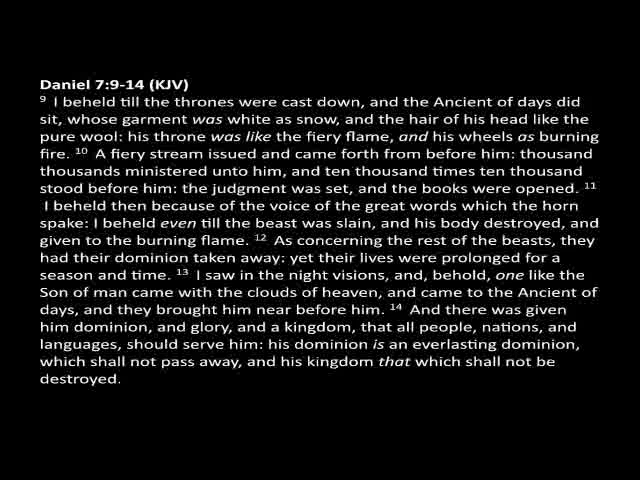 Daniel 7:9-14 (KJV)
9 I beheld till the thrones were cast down, and the Ancient of days did
sit, whose garment was white as snow, and the hair of his head like the
pure wool: his throne was like the fiery flame, and his wheels as burning
fire. 10 A fiery stream issued and came forth from before him: thousand
thousands ministered unto him, and ten thousand times ten thousand
stood before him: the judgment was set, and the books were opened. 11
I beheld then because of the voice of the great words which the horn
spake: I beheld even till the beast was slain, and his body destroyed, and
given to the burning flame. 12 As concerning the rest of the beasts, they
had their dominion taken away: yet their lives were prolonged for a
season and time. 13 I saw in the night visions, and, behold, one like the
Son of man came with the clouds of heaven, and came to the Ancient of
days, and they brought him near before him. 14 And there was given
him dominion, and glory, and a kingdom, that all people, nations, and
languages, should serve him: his dominion is an everlasting dominion,
which shall not pass away, and his kingdom that which shall not be
destroyed.